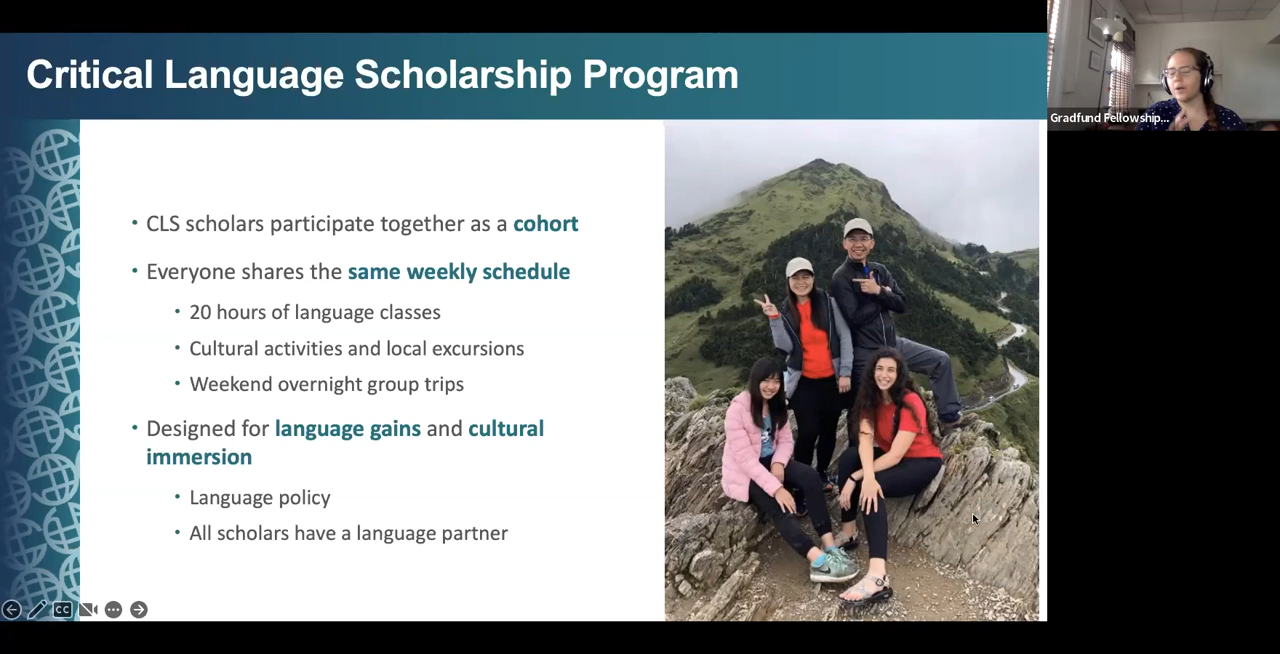 Critical Language Scholarship Program
Gradfund Fellowship...
• CLS scholars participate together as a cohort
• Everyone shares the same weekly schedule
• 20 hours of language classes
• Cultural activities and local excursions
• Weekend overnight group trips
• Designed for language gains and cultural
immersion
• Language policy
• All scholars have a language partner
CC